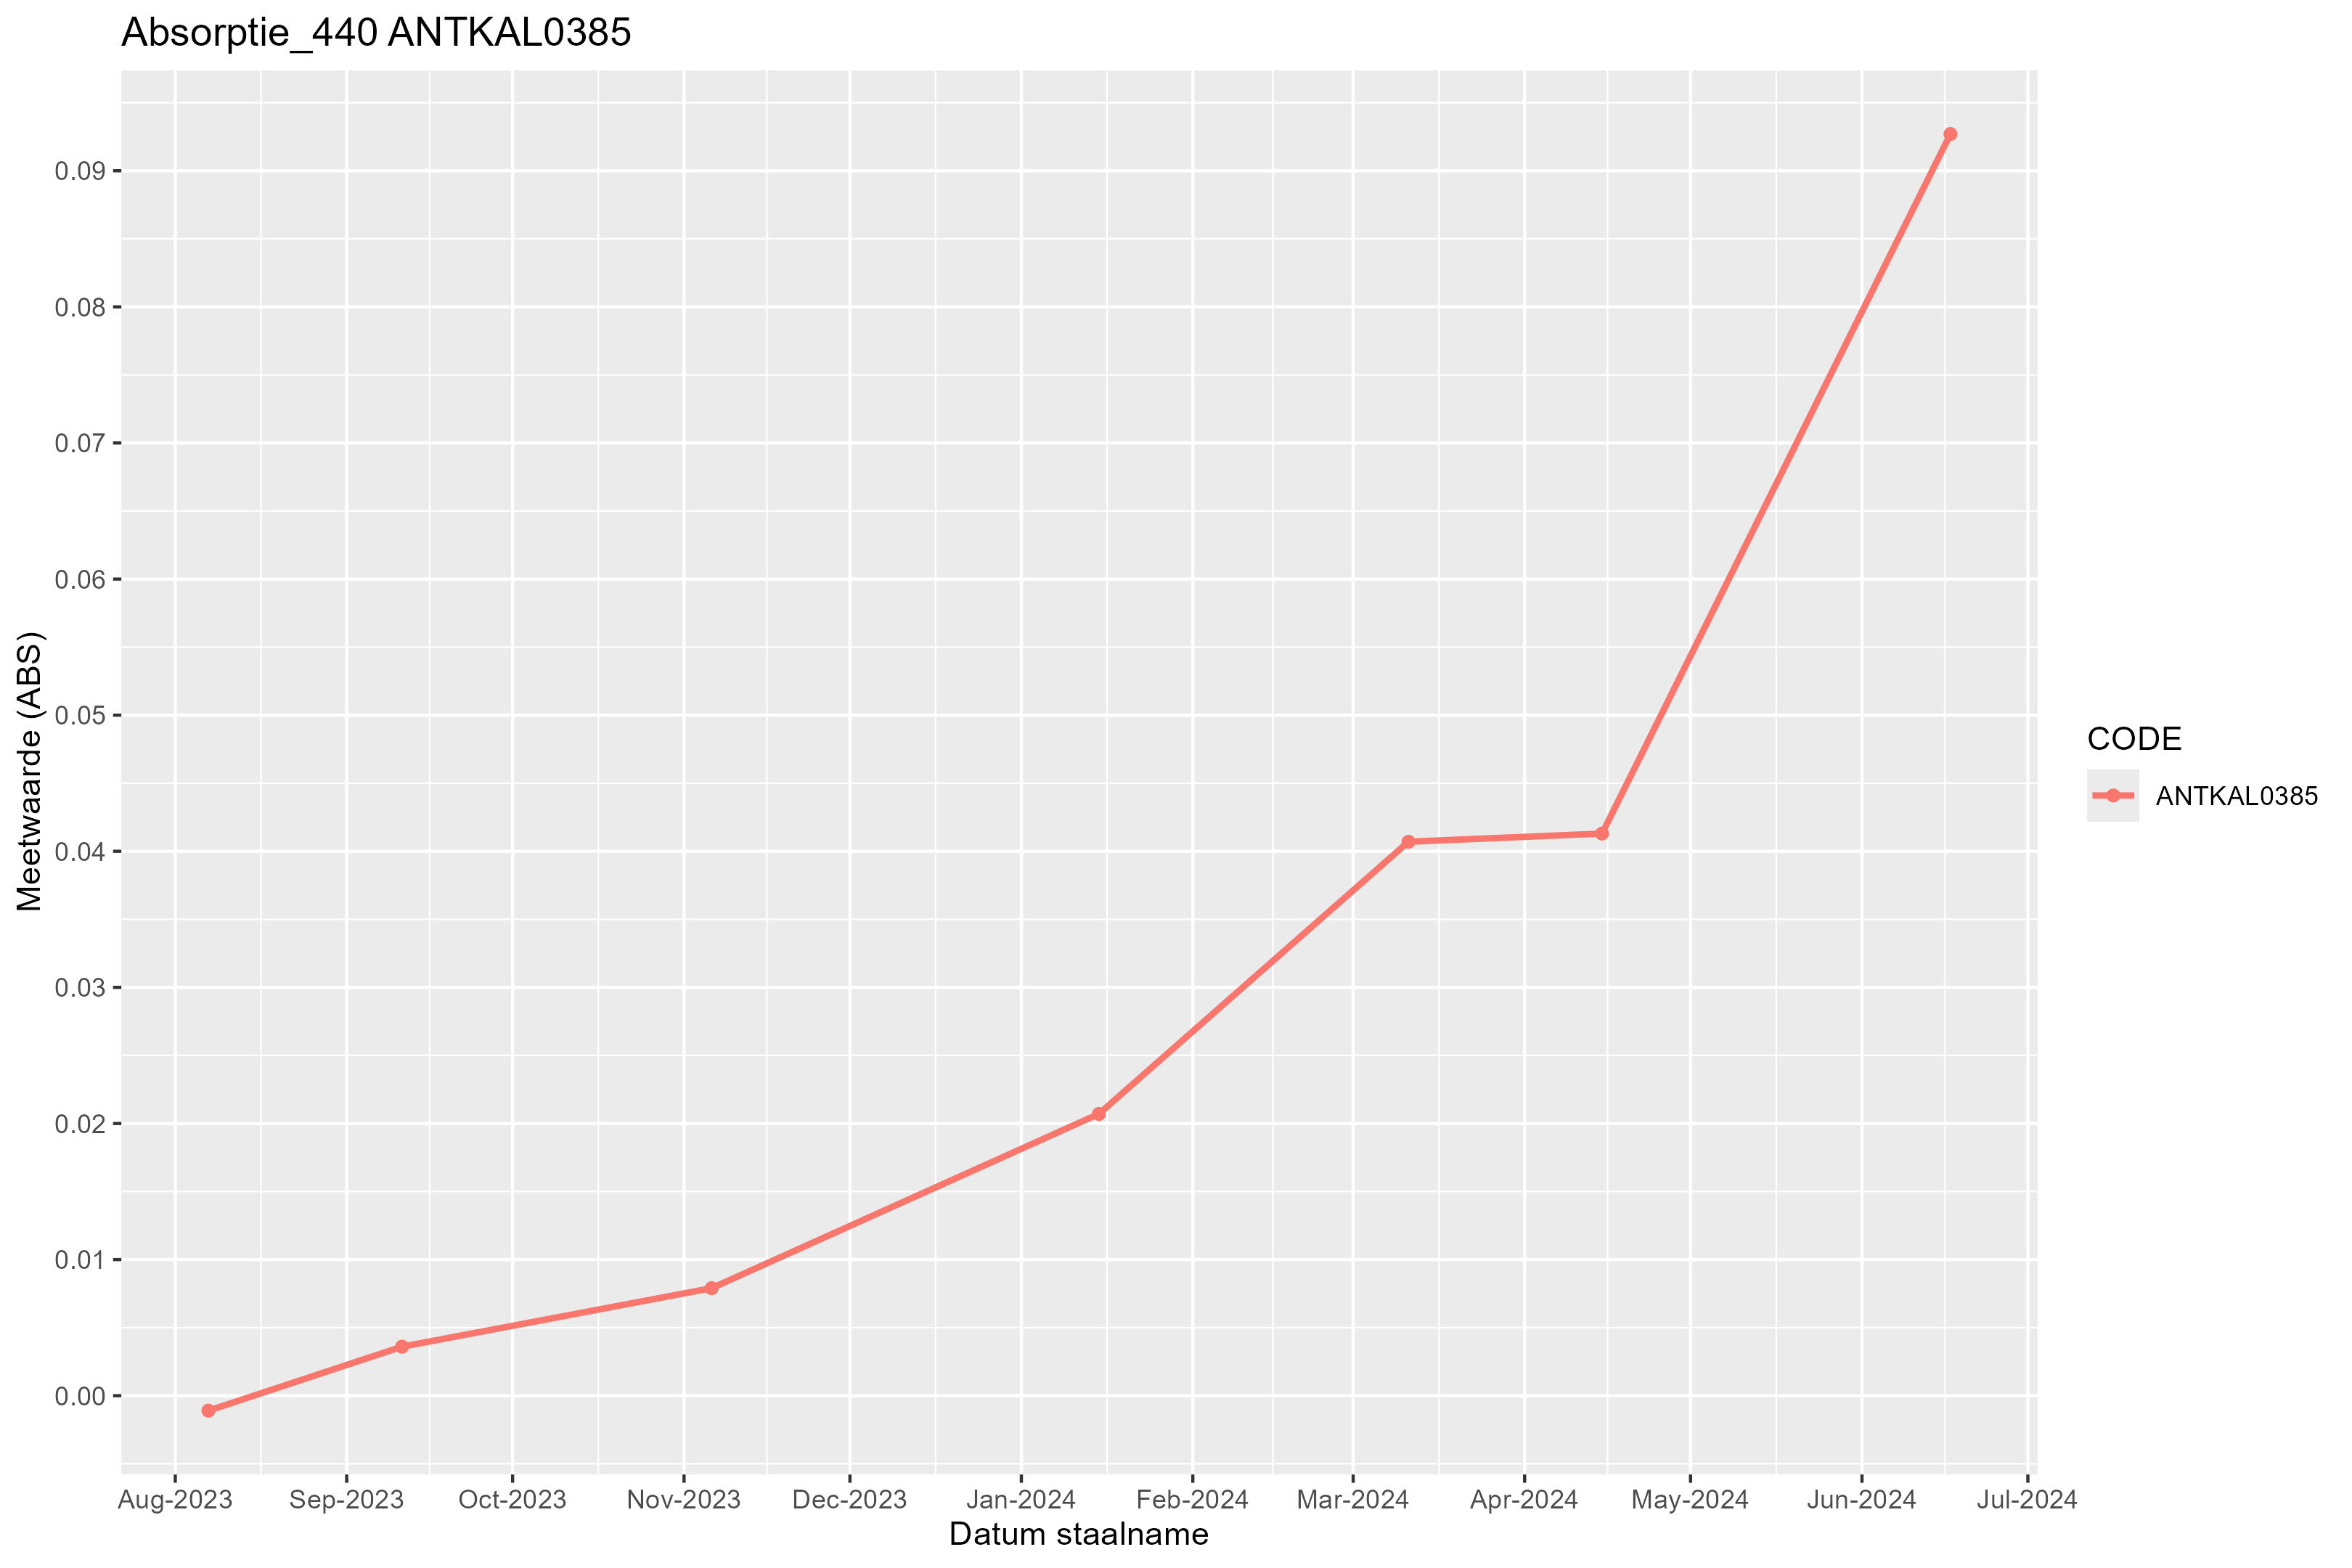 Absorptie_440 ANTKAL0385
Meetwaarde (ABS)
0.09
0.08
0.07
0.06
0.05
0.04
0.03
0.02
0.01
0.00
Aug-2023 Sep-2023 Oct-2023 Nov-2023 Dec-2023 Jan-2024 Feb-2024 Mar-2024 Apr-2024 May-2024 Jun-2024 Jul-2024
Datum staalname
CODE
ANTKAL0385